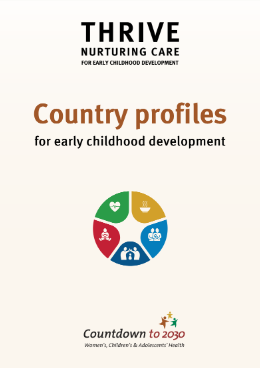 THRIVE
NURTURING CARE
FOR EARLY CHILDHOOD DEVELOPMENT
Country profiles
for early childhood development
Countdown to 2030
Women's, Children's & Adolescents' Health